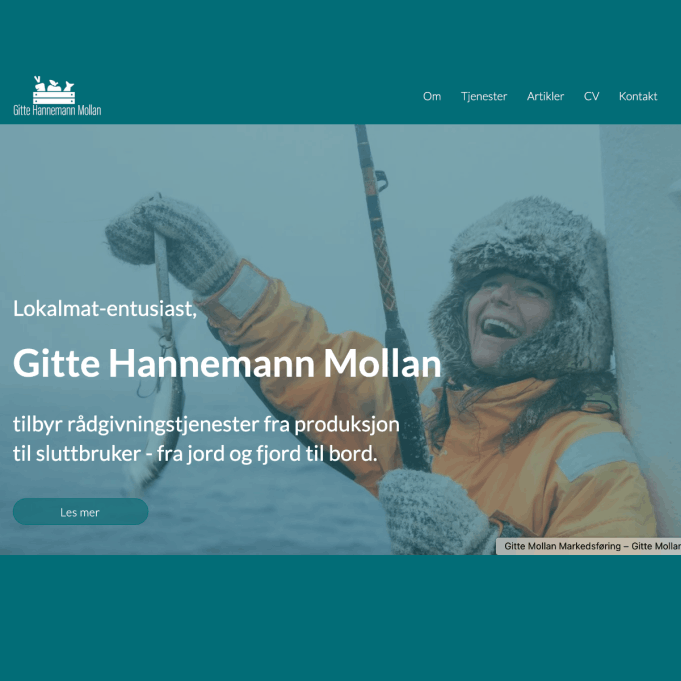 Gitte Hannemann Mollan
Om Tjenester Artikler CV Kontakt
Lokalmat-entusiast,
Gitte Hannemann Mollan
tilbyr rådgivningstjenester fra produksjon
til sluttbruker - fra jord og fjord til bord.
Les mer
Gitte Mollan Markedsføring – Gitte Mollar